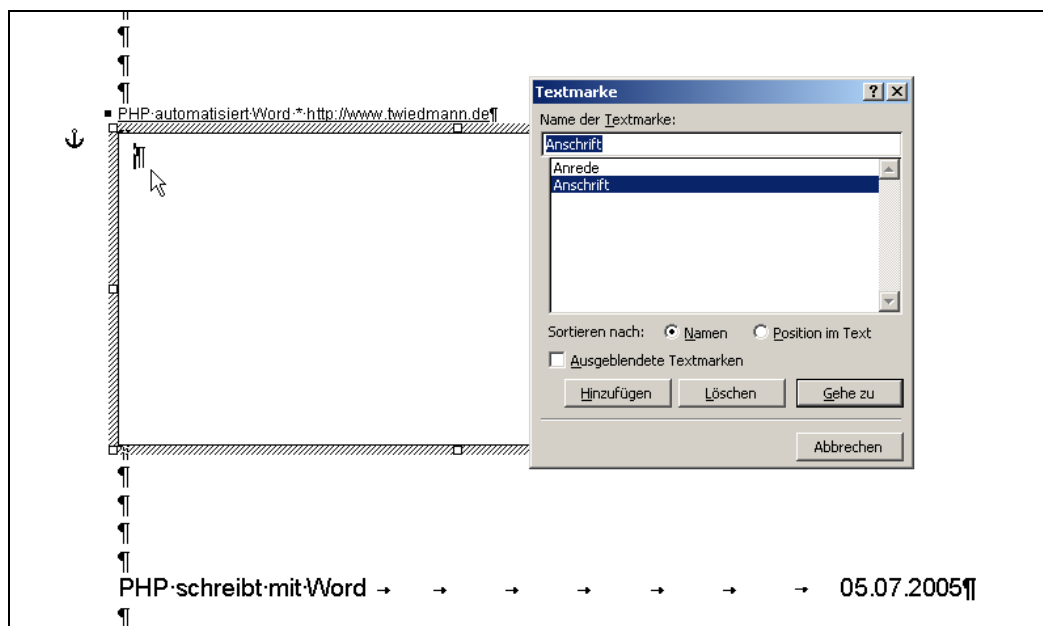 ¶
¶
¶
PHP·automatisiert·Word·*·http://www.twiedmann.de¶
¶
Textmarke
Name der Textmarke:
Anschrift
Anrede
Anschrift
Sortieren nach: Namen Position im Text
Ausgeblendete Textmarken
Hinzufügen Löschen Gehe zu
Abbrechen
¶
¶
¶
¶
PHP·schreibt·mit·Word → → → → → → → 05.07.2005¶
¶